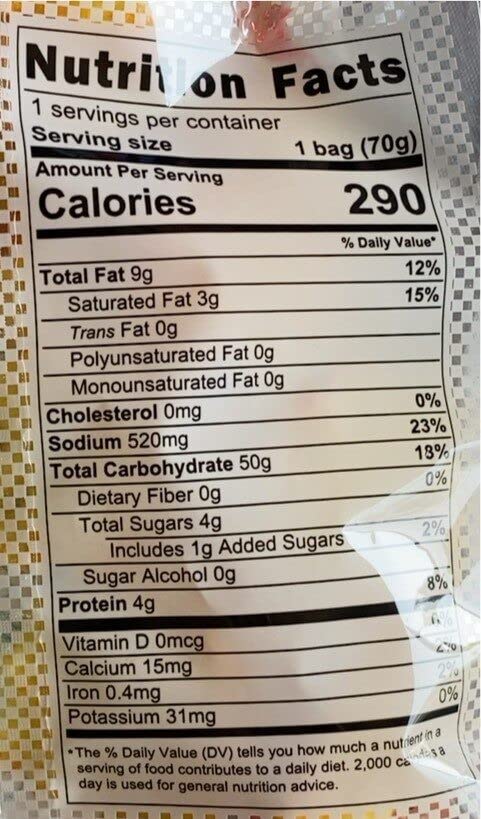 Nutrition Facts
1 servings per container
Serving size 1 bag (70g)
Amount Per Serving
Calories 290
% Daily Value*
Total Fat 9g 12%
Saturated Fat 3g 15%
Trans Fat 0g
Polyunsaturated Fat 0g
Monounsaturated Fat 0g
Cholesterol 0mg 0%
Sodium 520mg 23%
Total Carbohydrate 50g 18%
Dietary Fiber 0g 0%
Total Sugars 4g
Includes 1g Added Sugars 2%
Sugar Alcohol 0g
Protein 4g 8%
Vitamin D 0mcg
Calcium 15mg
Iron 0.4mg 2%
Potassium 31mg 0%
*The % Daily Value (DV) tells you how much a nutrient in a
serving of food contributes to a daily diet. 2,000 a
day is used for general nutrition advice.